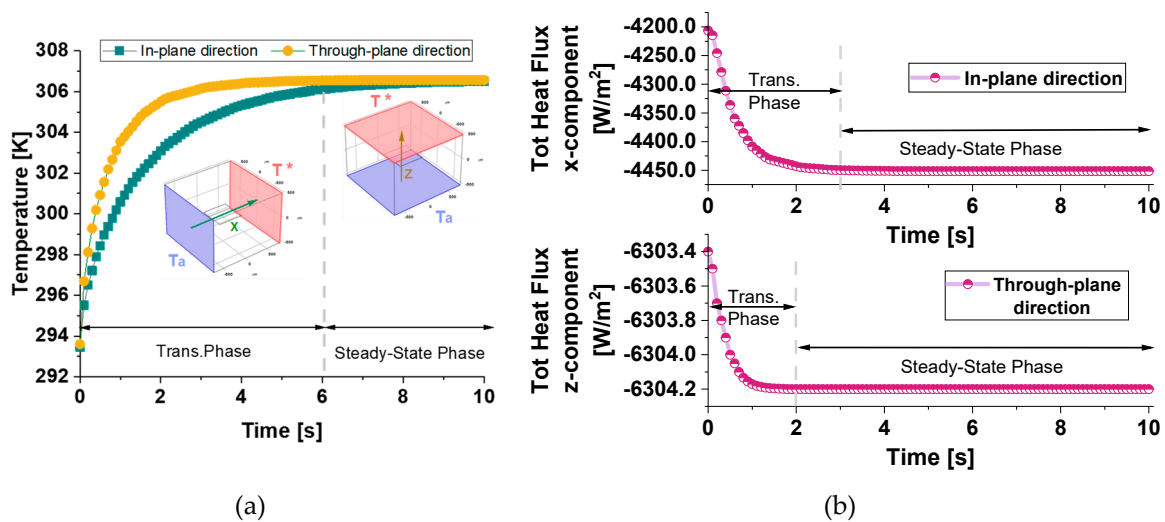 In-plane direction
Through-plane direction
308
306
304
302
300
298
296
294
292
Temperature [K]
T*
X
Ta
T*
Z
Ta
Trans.Phase
Steady-State Phase
0 2 4 6 8 10
Time [s]
(a)
Tot Heat Flux
x-component
[W/m²]
-4200.0
-4250.0
-4300.0
-4350.0
-4400.0
-4450.0
Trans.
Phase
In-plane direction
Steady-State Phase
0 2 4 6 8 10
Time [s]
Tot Heat Flux
z-component
[W/m²]
-6303.4
-6303.6
-6303.8
-6304.0
-6304.2
Trans.
Phase
Through-plane
direction
Steady-State Phase
0 2 4 6 8 10
Time [s]
(b)